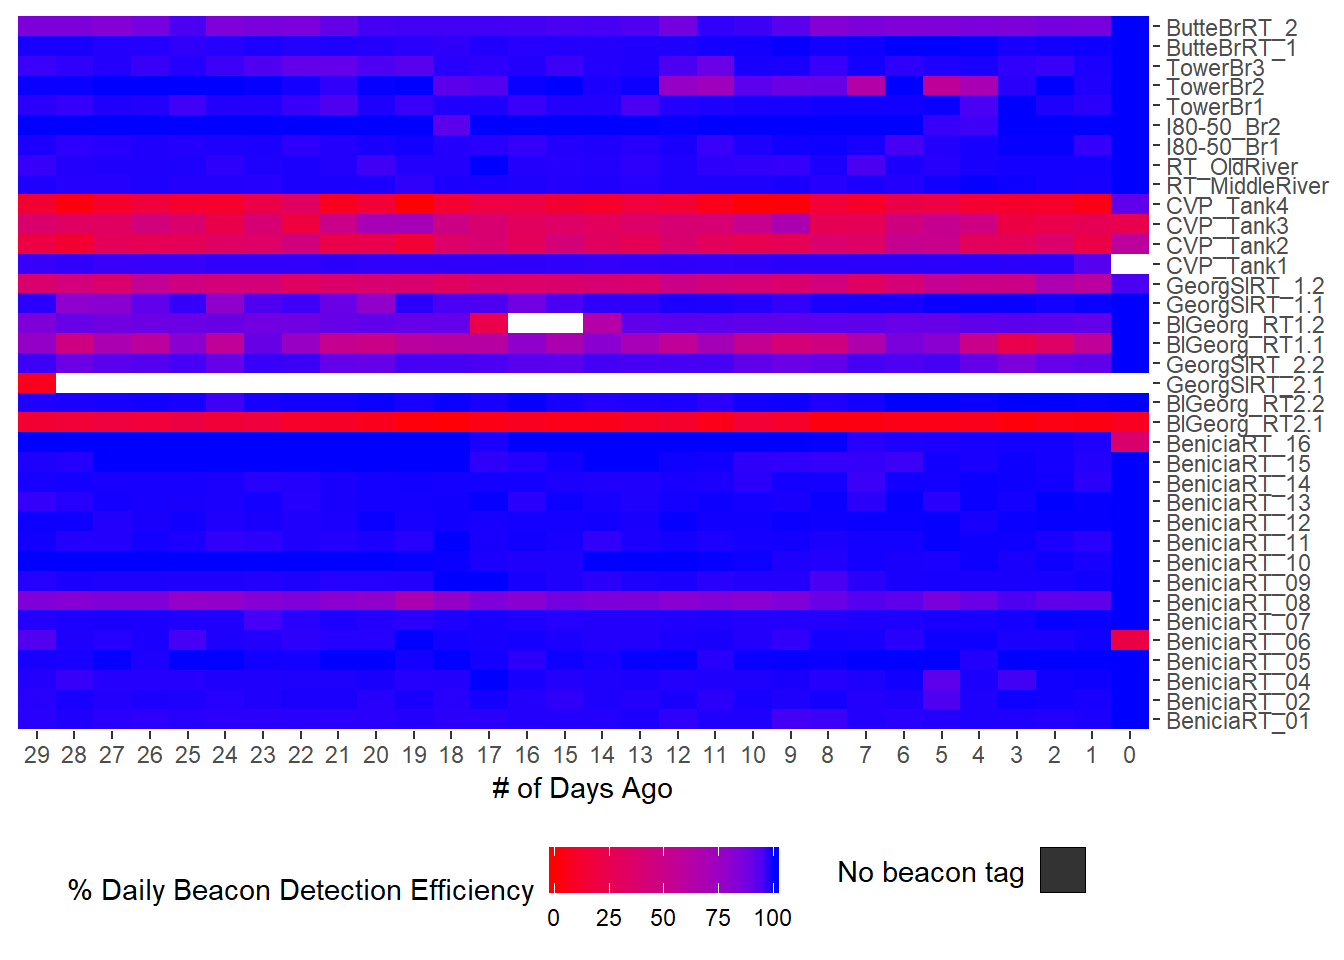 ButteBrRT_2
ButteBrRT_1
TowerBr3
TowerBr2
TowerBr1
I80-50_Br2
I80-50_Br1
RT_OldRiver
RT_MiddleRiver
CVP_Tank4
CVP_Tank3
CVP_Tank2
CVP_Tank1
GeorgSlRT_1.2
GeorgSlRT_1.1
BlGeorg_RT1.2
BlGeorg_RT1.1
GeorgSlRT_2.2
GeorgSlRT_2.1
BlGeorg_RT2.2
BlGeorg_RT2.1
BeniciaRT_16
BeniciaRT_15
BeniciaRT_14
BeniciaRT_13
BeniciaRT_12
BeniciaRT_11
BeniciaRT_10
BeniciaRT_09
BeniciaRT_08
BeniciaRT_07
BeniciaRT_06
BeniciaRT_05
BeniciaRT_04
BeniciaRT_02
BeniciaRT_01
29 28 27 26 25 24 23 22 21 20 19 18 17 16 15 14 13 12 11 10 9 8 7 6 5 4 3 2 1 0
# of Days Ago
% Daily Beacon Detection Efficiency
0 25 50 75 100
No beacon tag